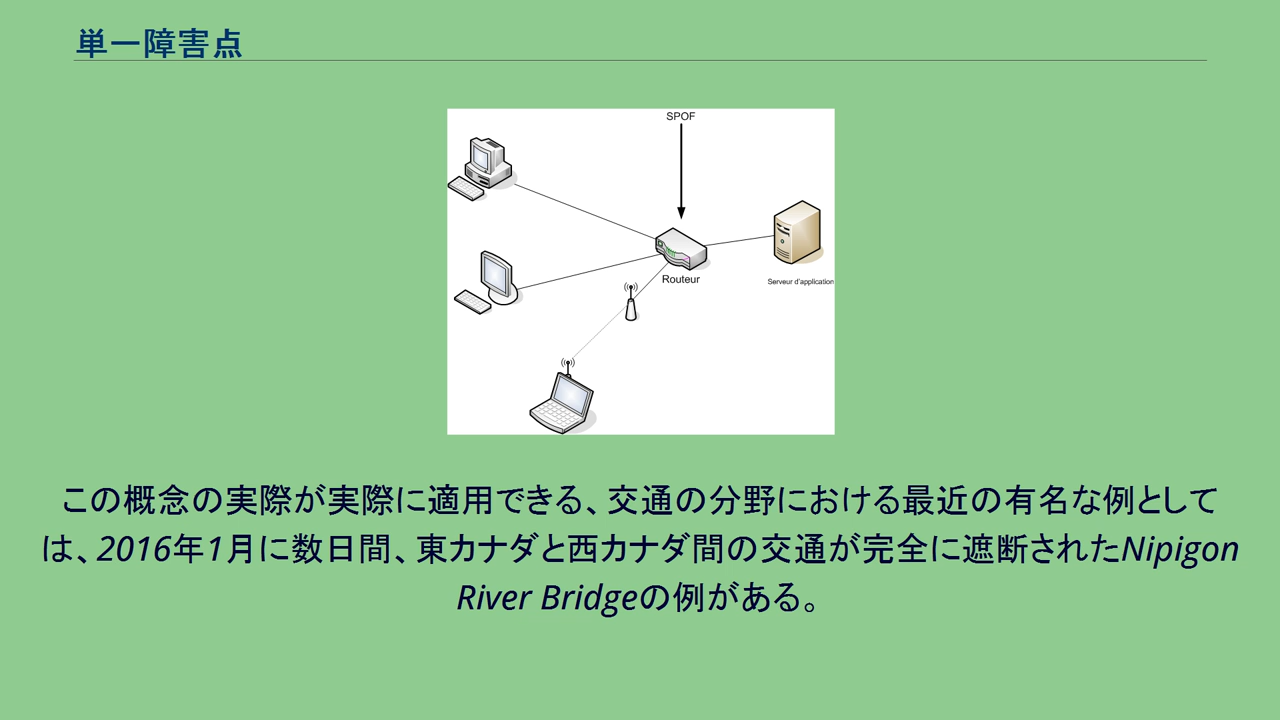 単一障害点
SPOF
Routeur
Serveur d'application
この概念の実際が実際に適用できる、交通の分野における最近の有名な例として
は、2016年1月に数日間、東カナダと西カナダ間の交通が完全に遮断されたNipigon
River Bridgeの例がある。